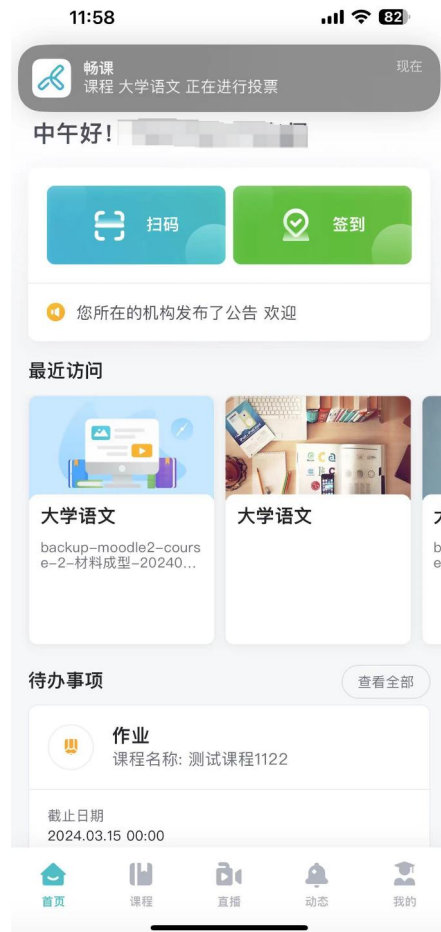 11:58
82
畅课
现在
课程 大学语文 正在进行投票
中午好!
扫码
签到
您所在的机构发布了公告 欢迎
最近访问
大学语文
backup-moodle2-cours
e-2-材料成型-20240...
大学语文
待办事项
查看全部
作业
课程名称: 测试课程1122
截止日期
2024.03.15 00:00
首页
课程
直播
动态
我的